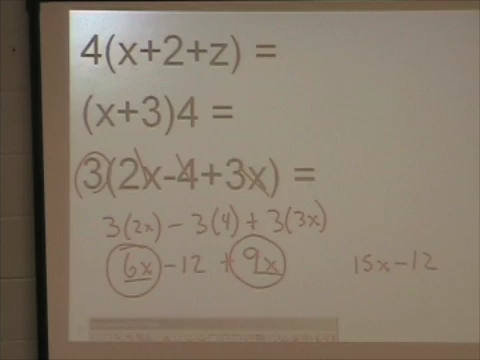 4(x+2+z) =
(x+3)4 =
3(2x-4+3x) =
3(2x) - 3(4) + 3(3x)
6x - 12 + 9x 15x - 12